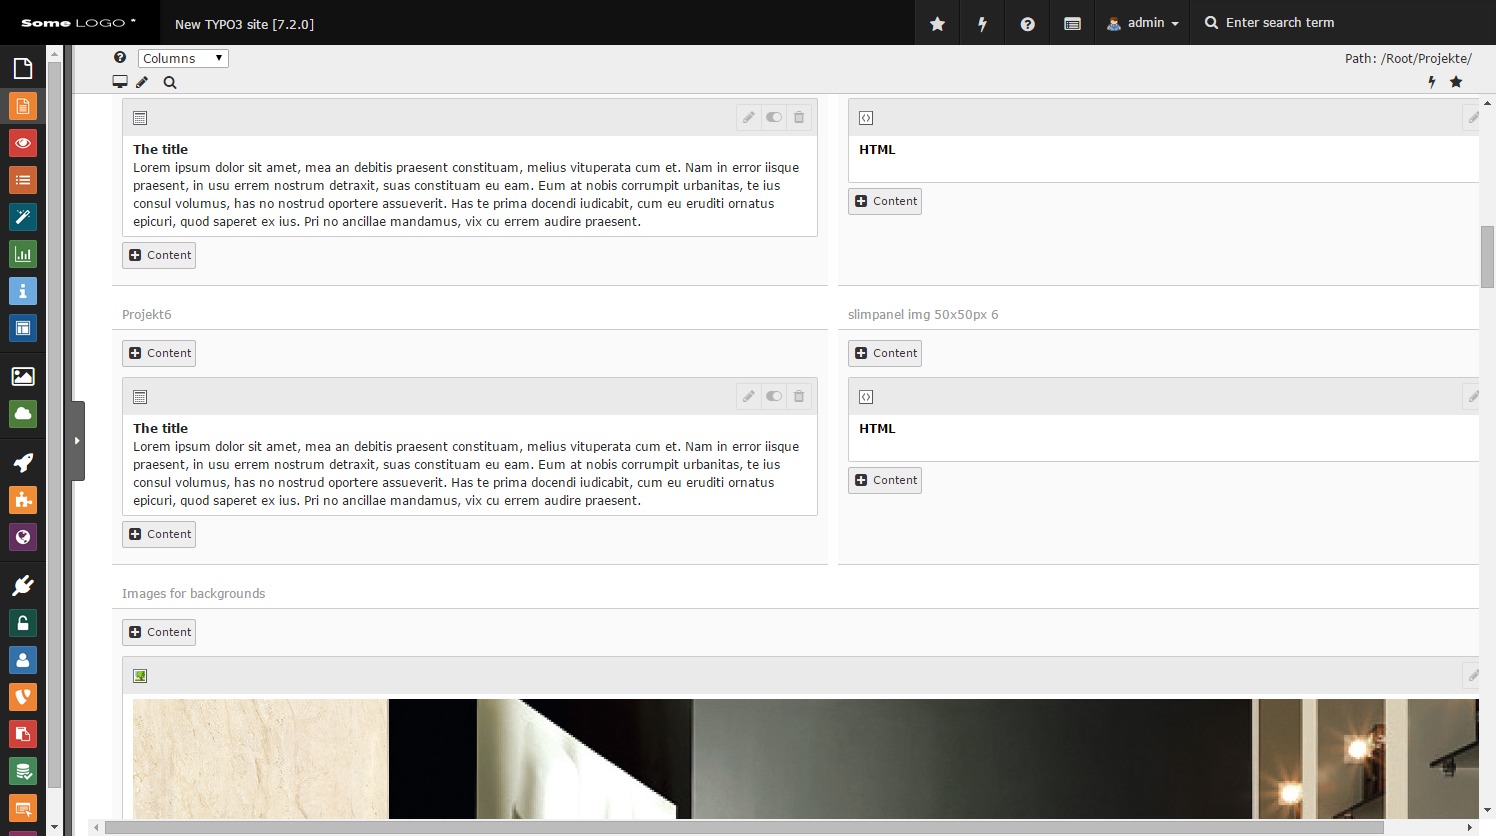 Some LOGO *
New TYPO3 site [7.2.0]
admin
Enter search term
Columns
Path: /Root/Projekte/
The title
Lorem ipsum dolor sit amet, mea an debitis praesent constituam, melius vituperata cum et. Nam in error iisque
praesent, in usu errem nostrum detraxit, suas constituam eu eam. Eum at nobis corrumpit urbanitas, te ius
consul volumus, has no nostrud oportere assueverit. Has te prima docendi iudicabit, cum eu eruditi ornatus
epicuri, quod saperet ex ius. Pri no ancillae mandamus, vix cu errem audire praesent.
Content
HTML
Content
Projekt6
slimpanel img 50x50px 6
Content
Content
The title
Lorem ipsum dolor sit amet, mea an debitis praesent constituam, melius vituperata cum et. Nam in error iisque
praesent, in usu errem nostrum detraxit, suas constituam eu eam. Eum at nobis corrumpit urbanitas, te ius
consul volumus, has no nostrud oportere assueverit. Has te prima docendi iudicabit, cum eu eruditi ornatus
epicuri, quod saperet ex ius. Pri no ancillae mandamus, vix cu errem audire praesent.
Content
HTML
Content
Images for backgrounds
Content